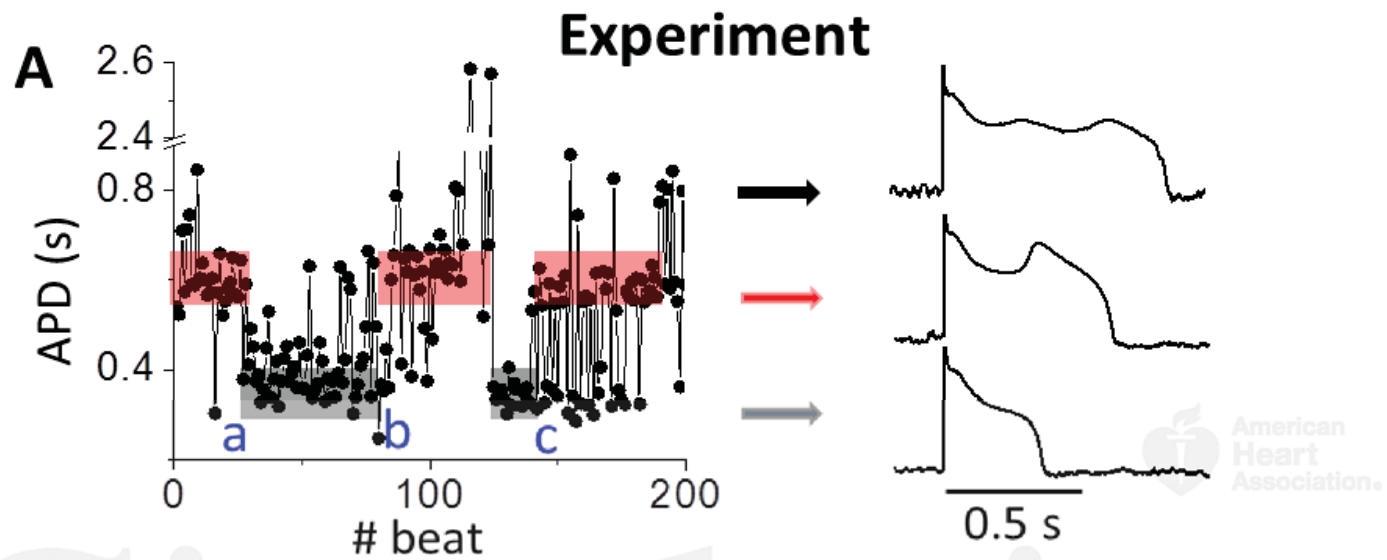 Experiment
A
2.6
2.4
0.8
0.4
APD (s)
a
b
c
0
100
200
# beat
0.5 s
American
Heart
Association®